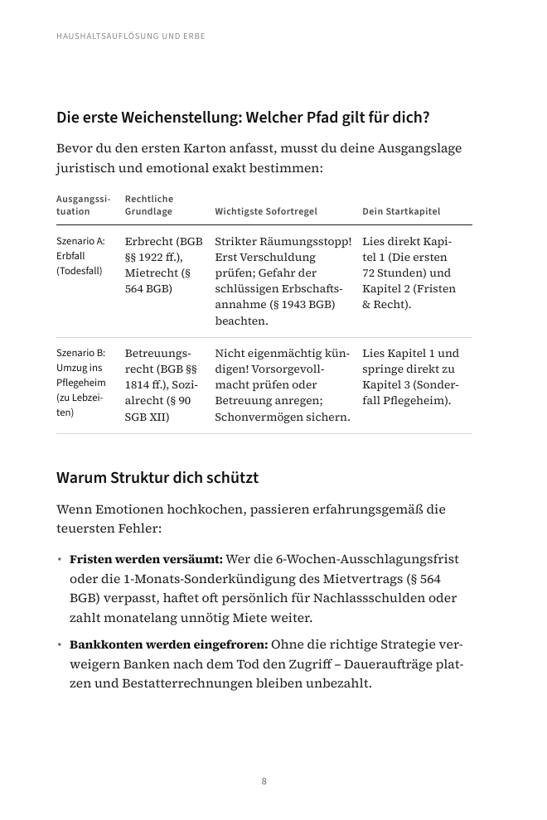 HAUSHALTSAUFLÖSUNG UND ERBE
Die erste Weichenstellung: Welcher Pfad gilt für dich?
Bevor du den ersten Karton anfasst, musst du deine Ausgangslage
juristisch und emotional exakt bestimmen:
Ausgangssi-
tuation
Rechtliche
Grundlage
Wichtigste Sofortregel
Dein Startkapitel
Szenario A:
Erbfall
(Todesfall)
Erbrecht (BGB
§§ 1922 ff.),
Mietrecht (§
564 BGB)
Strikter Räumungsstopp!
Erst Verschuldung
prüfen; Gefahr der
schlüssigen Erbschafts-
annahme (§ 1943 BGB)
beachten.
Lies direkt Kapi-
tel 1 (Die ersten
72 Stunden) und
Kapitel 2 (Fristen
& Recht).
Szenario B:
Umzug ins
Pflegeheim
(zu Lebzei-
ten)
Betreuungs-
recht (BGB §§
1814 ff.), Sozi-
alrecht (§ 90
SGB XII)
Nicht eigenmächtig kün-
digen! Vorsorgevoll-
macht prüfen oder
Betreuung anregen;
Schonvermögen sichern.
Lies Kapitel 1 und
springe direkt zu
Kapitel 3 (Sonder-
fall Pflegeheim).
Warum Struktur dich schützt
Wenn Emotionen hochkochen, passieren erfahrungsgemäß die
teuersten Fehler:
• Fristen werden versäumt: Wer die 6-Wochen-Ausschlagungsfrist
oder die 1-Monats-Sonderkündigung des Mietvertrags (§ 564
BGB) verpasst, haftet oft persönlich für Nachlassschulden oder
zahlt monatelang unnötig Miete weiter.
• Bankkonten werden eingefroren: Ohne die richtige Strategie ver-
weigern Banken nach dem Tod den Zugriff – Daueraufträge plat-
zen und Bestatterrechnungen bleiben unbezahlt.
8